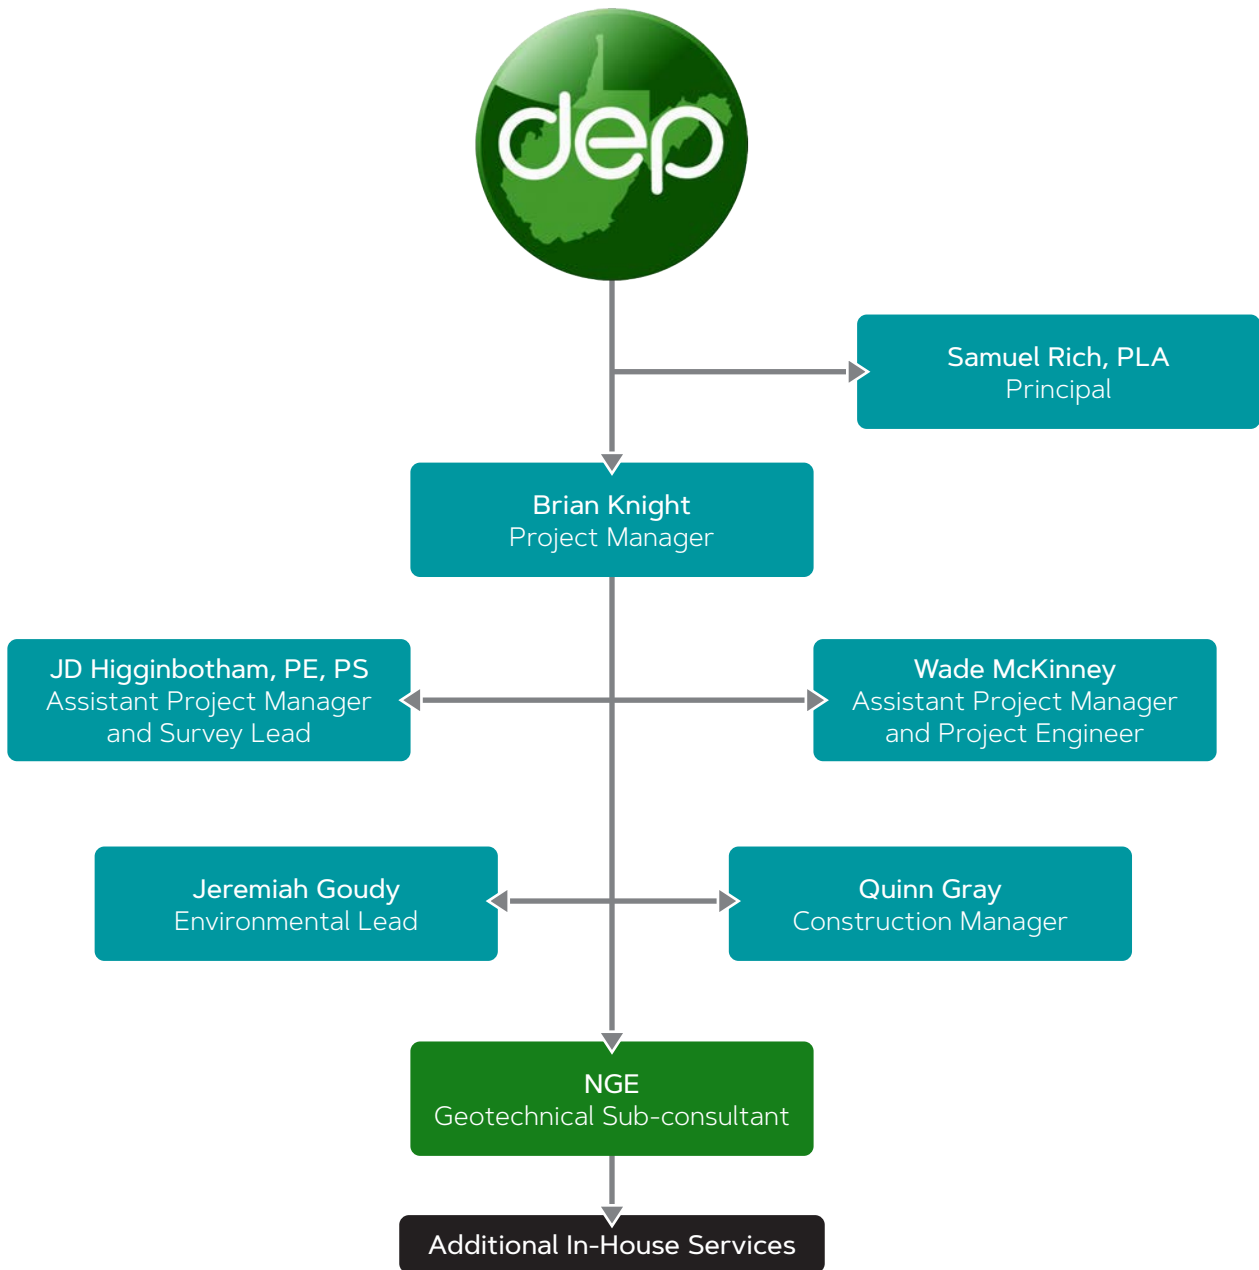 dep
Samuel Rich, PLA
Principal
Brian Knight
Project Manager
JD Higginbotham, PE, PS
Assistant Project Manager
and Survey Lead
Wade McKinney
Assistant Project Manager
and Project Engineer
Jeremiah Goudy
Environmental Lead
Quinn Gray
Construction Manager
NGE
Geotechnical Sub-consultant
Additional In-House Services